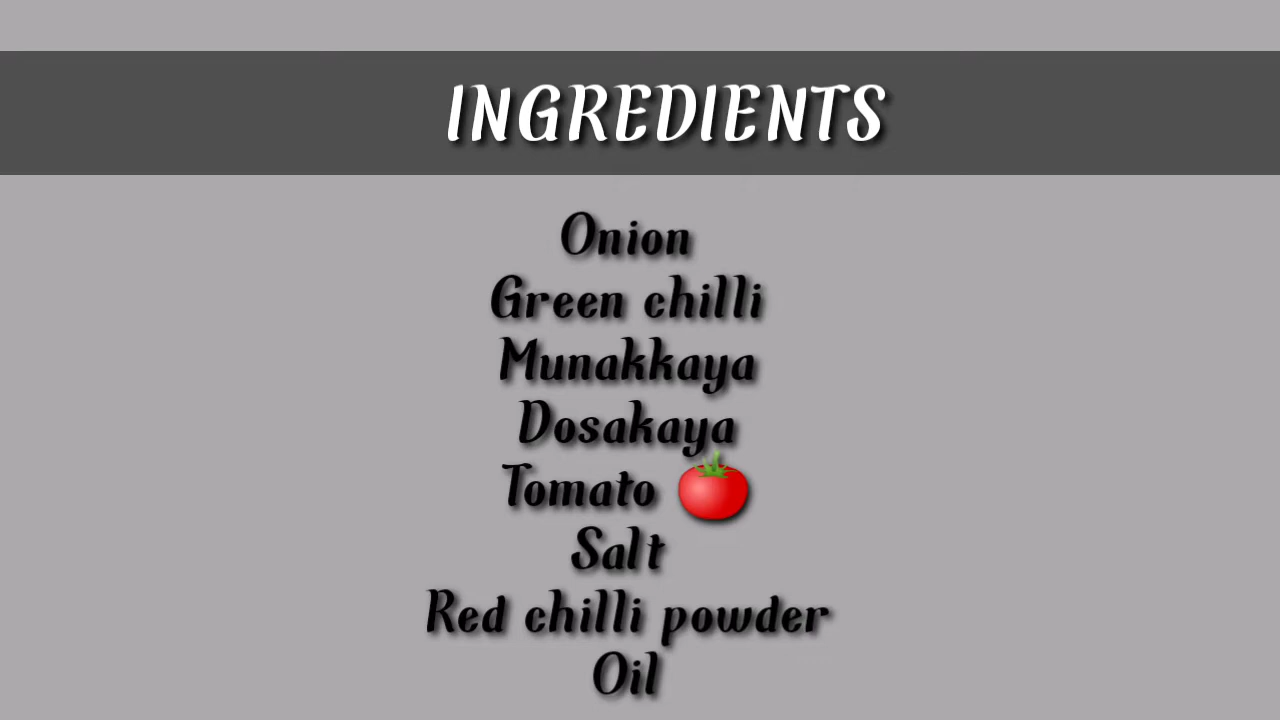 INGREDIENTS
Onion
Green chilli
Munakkaya
Dosakaya
Tomato 🍅
Salt
Red chilli powder
Oil